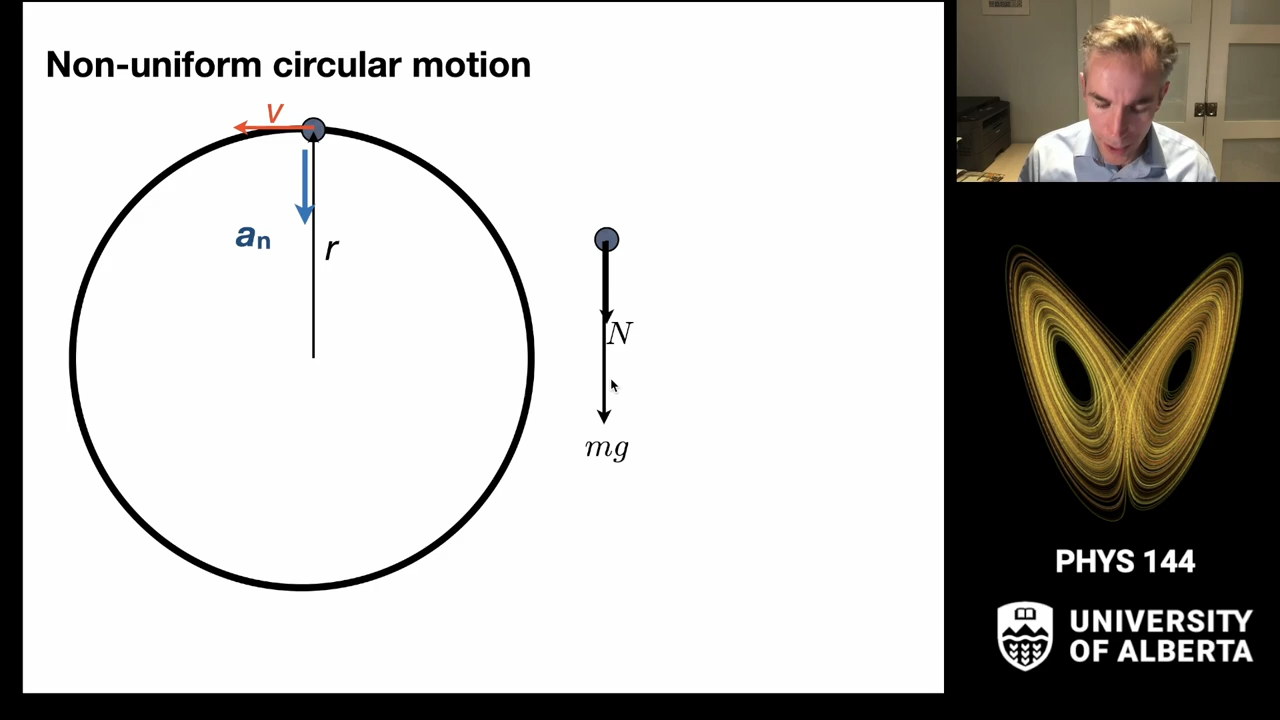 Non-uniform circular motion
v
an
r
N
mg
PHYS 144
UNIVERSITY
OF ALBERTA